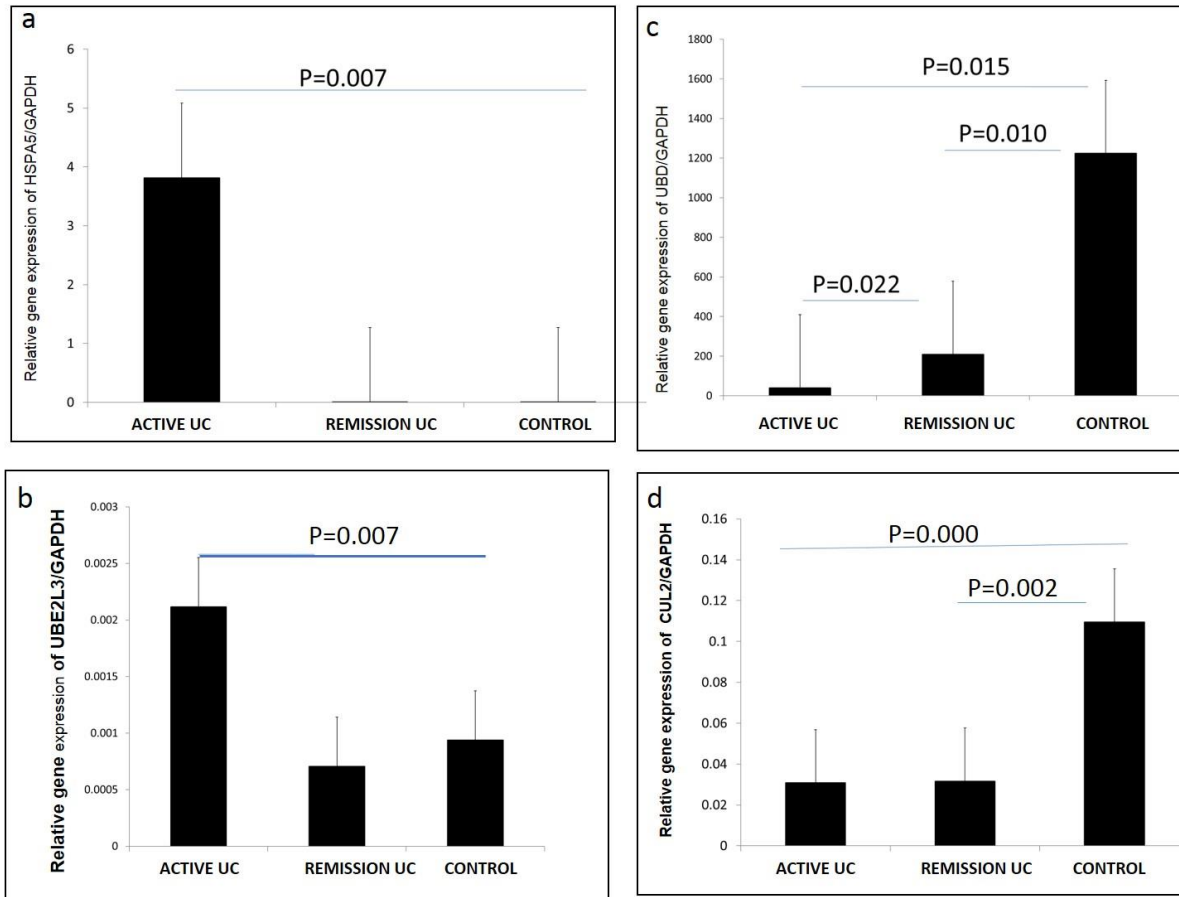 a
Relative gene expression of HSPA5/GAPDH
6
5
4
3
2
1
0
P=0.007
ACTIVE UC
REMISSION UC
CONTROL
c
Relative gene expression of UBD/GAPDH
1800
1600
1400
1200
1000
800
600
400
200
0
P=0.015
P=0.010
P=0.022
ACTIVE UC
REMISSION UC
CONTROL
b
Relative gene expression of UBE2L3/GAPDH
0.003
0.0025
0.002
0.0015
0.001
0.0005
0
P=0.007
ACTIVE UC
REMISSION UC
CONTROL
d
Relative gene expression of CUL2/GAPDH
0.16
0.14
0.12
0.1
0.08
0.06
0.04
0.02
0
P=0.000
P=0.002
ACTIVE UC
REMISSION UC
CONTROL